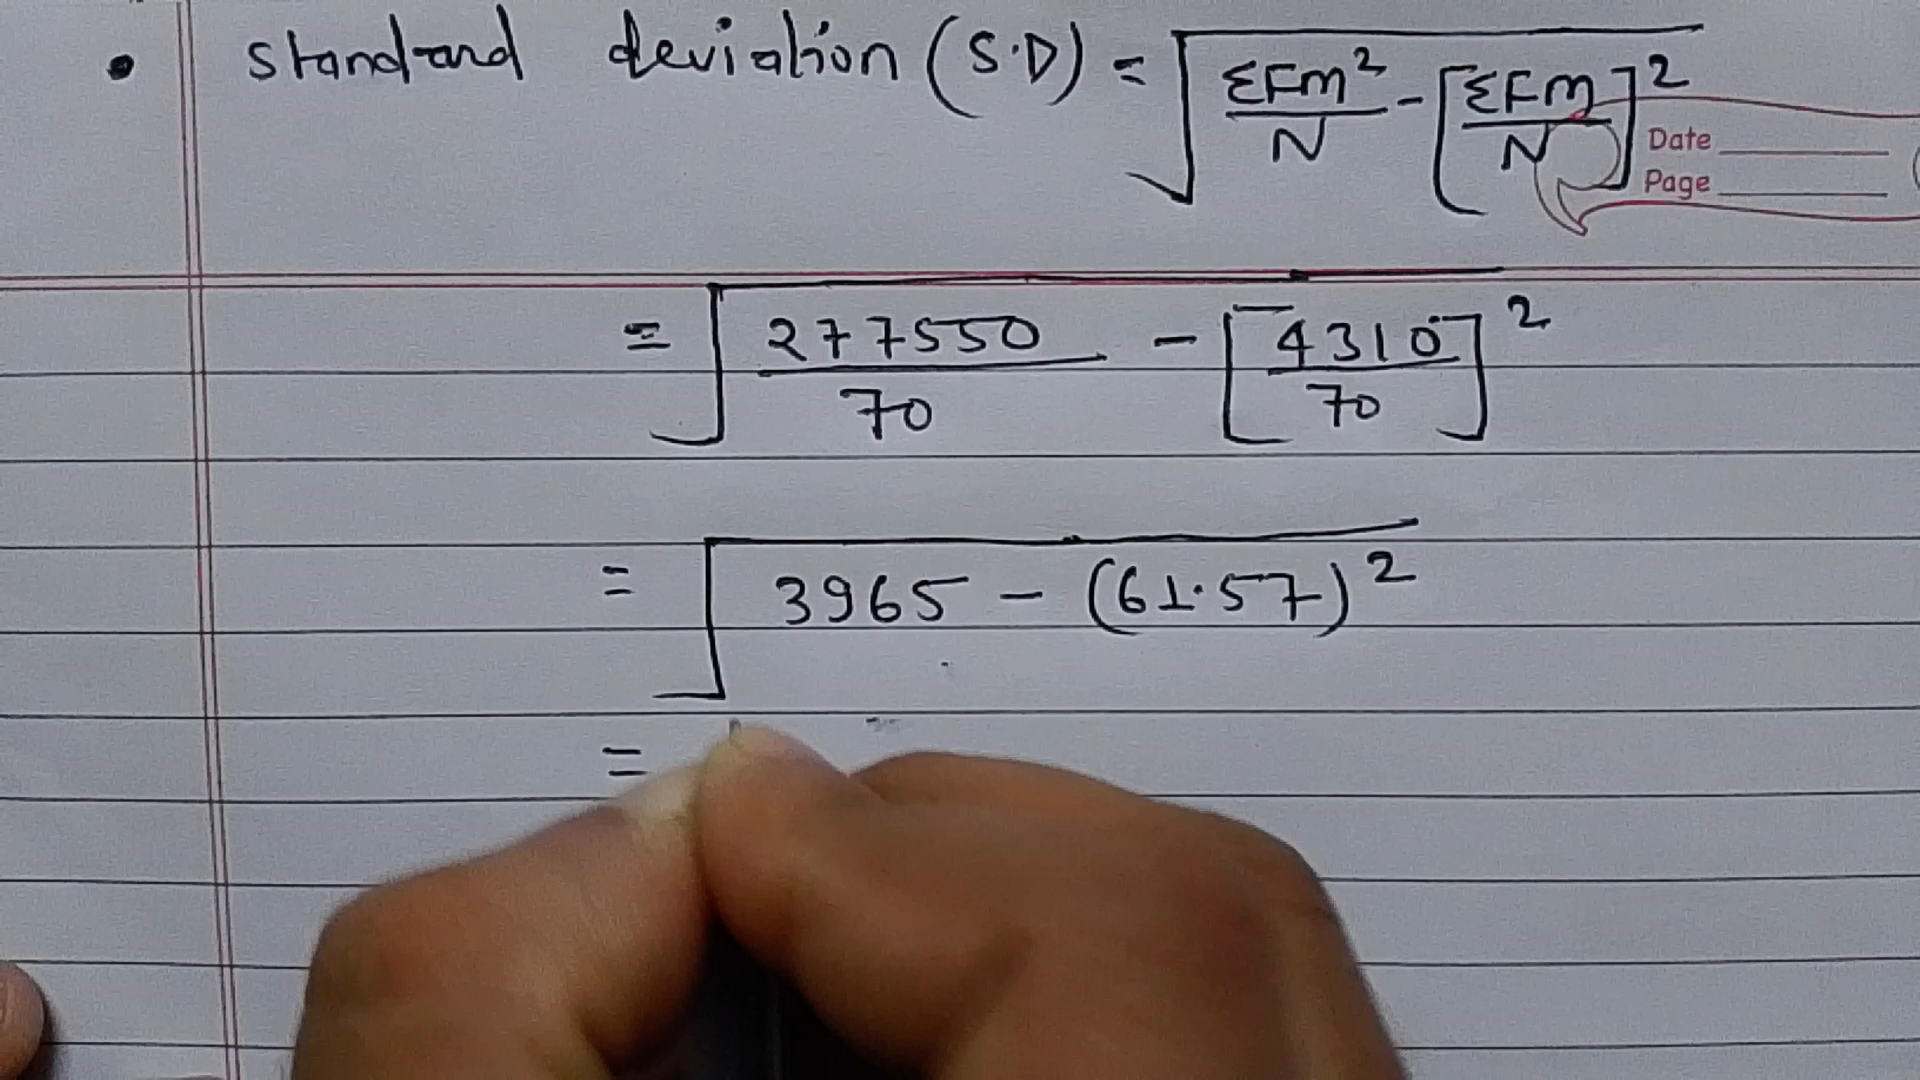 • standard deviation (S.D) = √ΣFm²/N - [ΣFm/N]²
Date
Page
= √277550/70 - [4310/70]²
= √3965 - (61.57)²
=